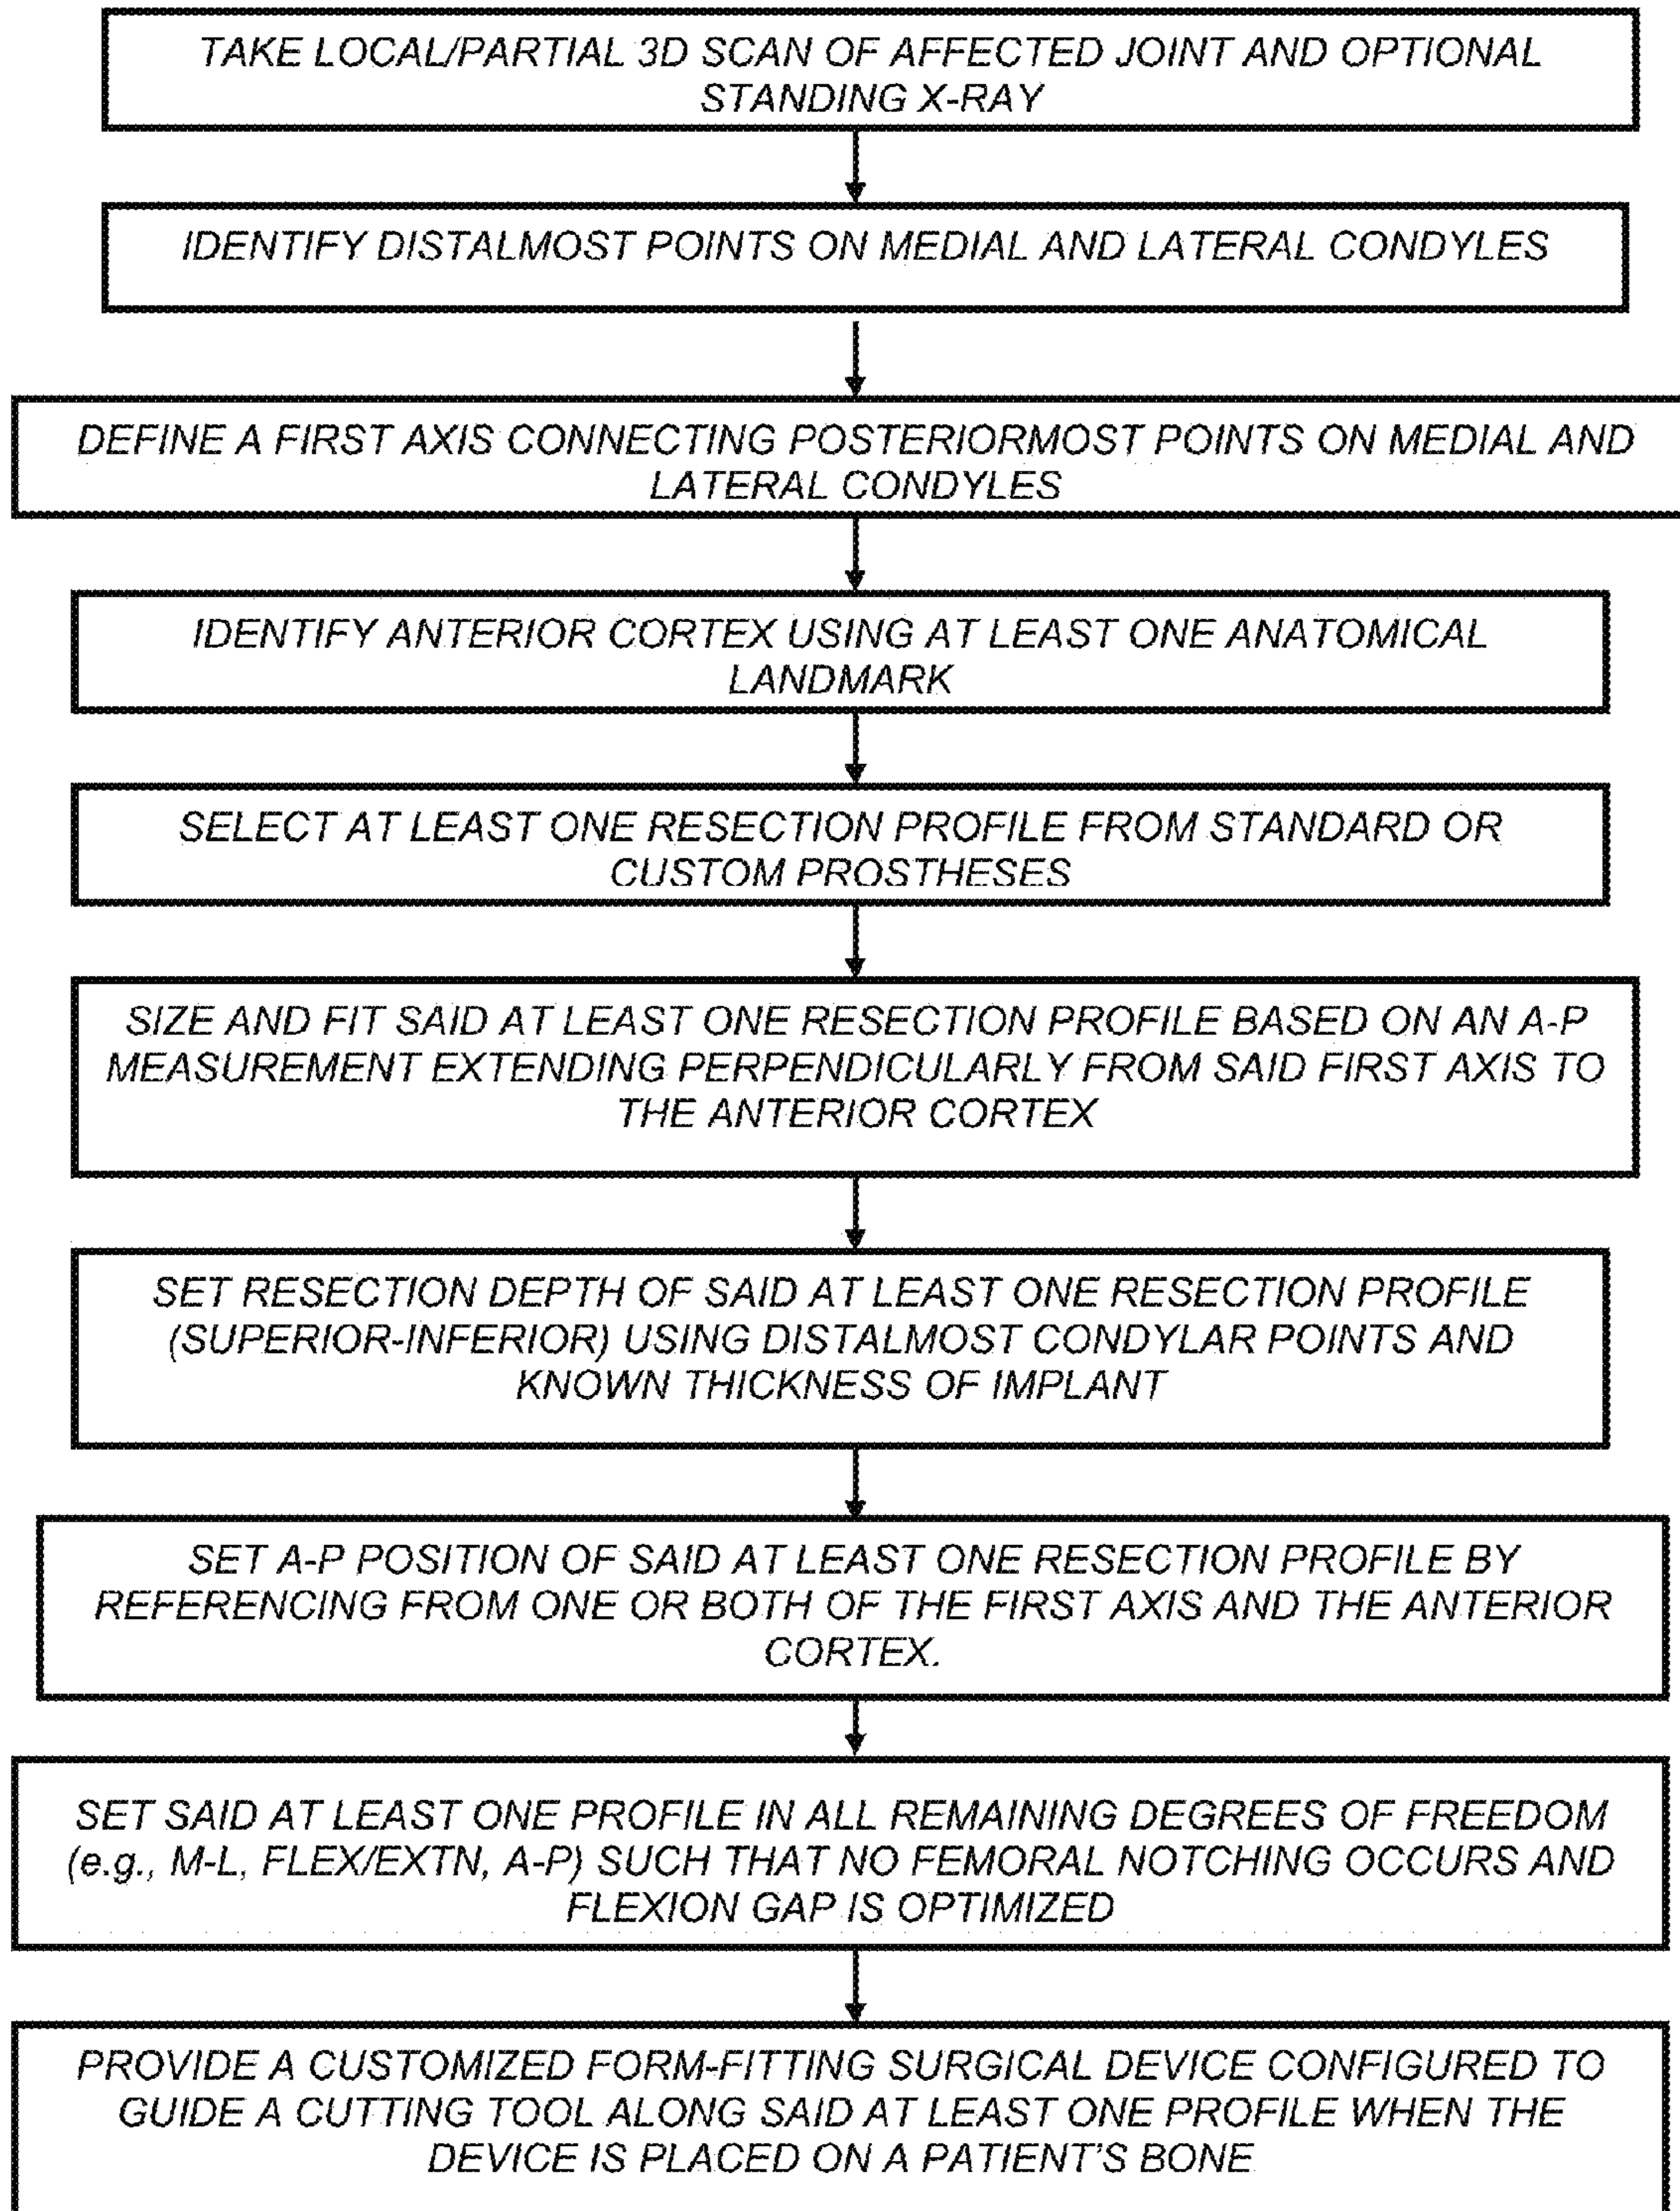 TAKE LOCAL/PARTIAL 3D SCAN OF AFFECTED JOINT AND OPTIONAL
STANDING X-RAY
IDENTIFY DISTALMOST POINTS ON MEDIAL AND LATERAL CONDYLES
DEFINE A FIRST AXIS CONNECTING POSTERIORMOST POINTS ON MEDIAL AND
LATERAL CONDYLES
IDENTIFY ANTERIOR CORTEX USING AT LEAST ONE ANATOMICAL
LANDMARK
SELECT AT LEAST ONE RESECTION PROFILE FROM STANDARD OR
CUSTOM PROSTHESES
SIZE AND FIT SAID AT LEAST ONE RESECTION PROFILE BASED ON AN A-P
MEASUREMENT EXTENDING PERPENDICULARLY FROM SAID FIRST AXIS TO
THE ANTERIOR CORTEX
SET RESECTION DEPTH OF SAID AT LEAST ONE RESECTION PROFILE
(SUPERIOR-INFERIOR) USING DISTALMOST CONDYLAR POINTS AND
KNOWN THICKNESS OF IMPLANT
SET A-P POSITION OF SAID AT LEAST ONE RESECTION PROFILE BY
REFERENCING FROM ONE OR BOTH OF THE FIRST AXIS AND THE ANTERIOR
CORTEX.
SET SAID AT LEAST ONE PROFILE IN ALL REMAINING DEGREES OF FREEDOM
(e.g., M-L, FLEX/EXTN, A-P) SUCH THAT NO FEMORAL NOTCHING OCCURS AND
FLEXION GAP IS OPTIMIZED
PROVIDE A CUSTOMIZED FORM-FITTING SURGICAL DEVICE CONFIGURED TO
GUIDE A CUTTING TOOL ALONG SAID AT LEAST ONE PROFILE WHEN THE
DEVICE IS PLACED ON A PATIENT'S BONE